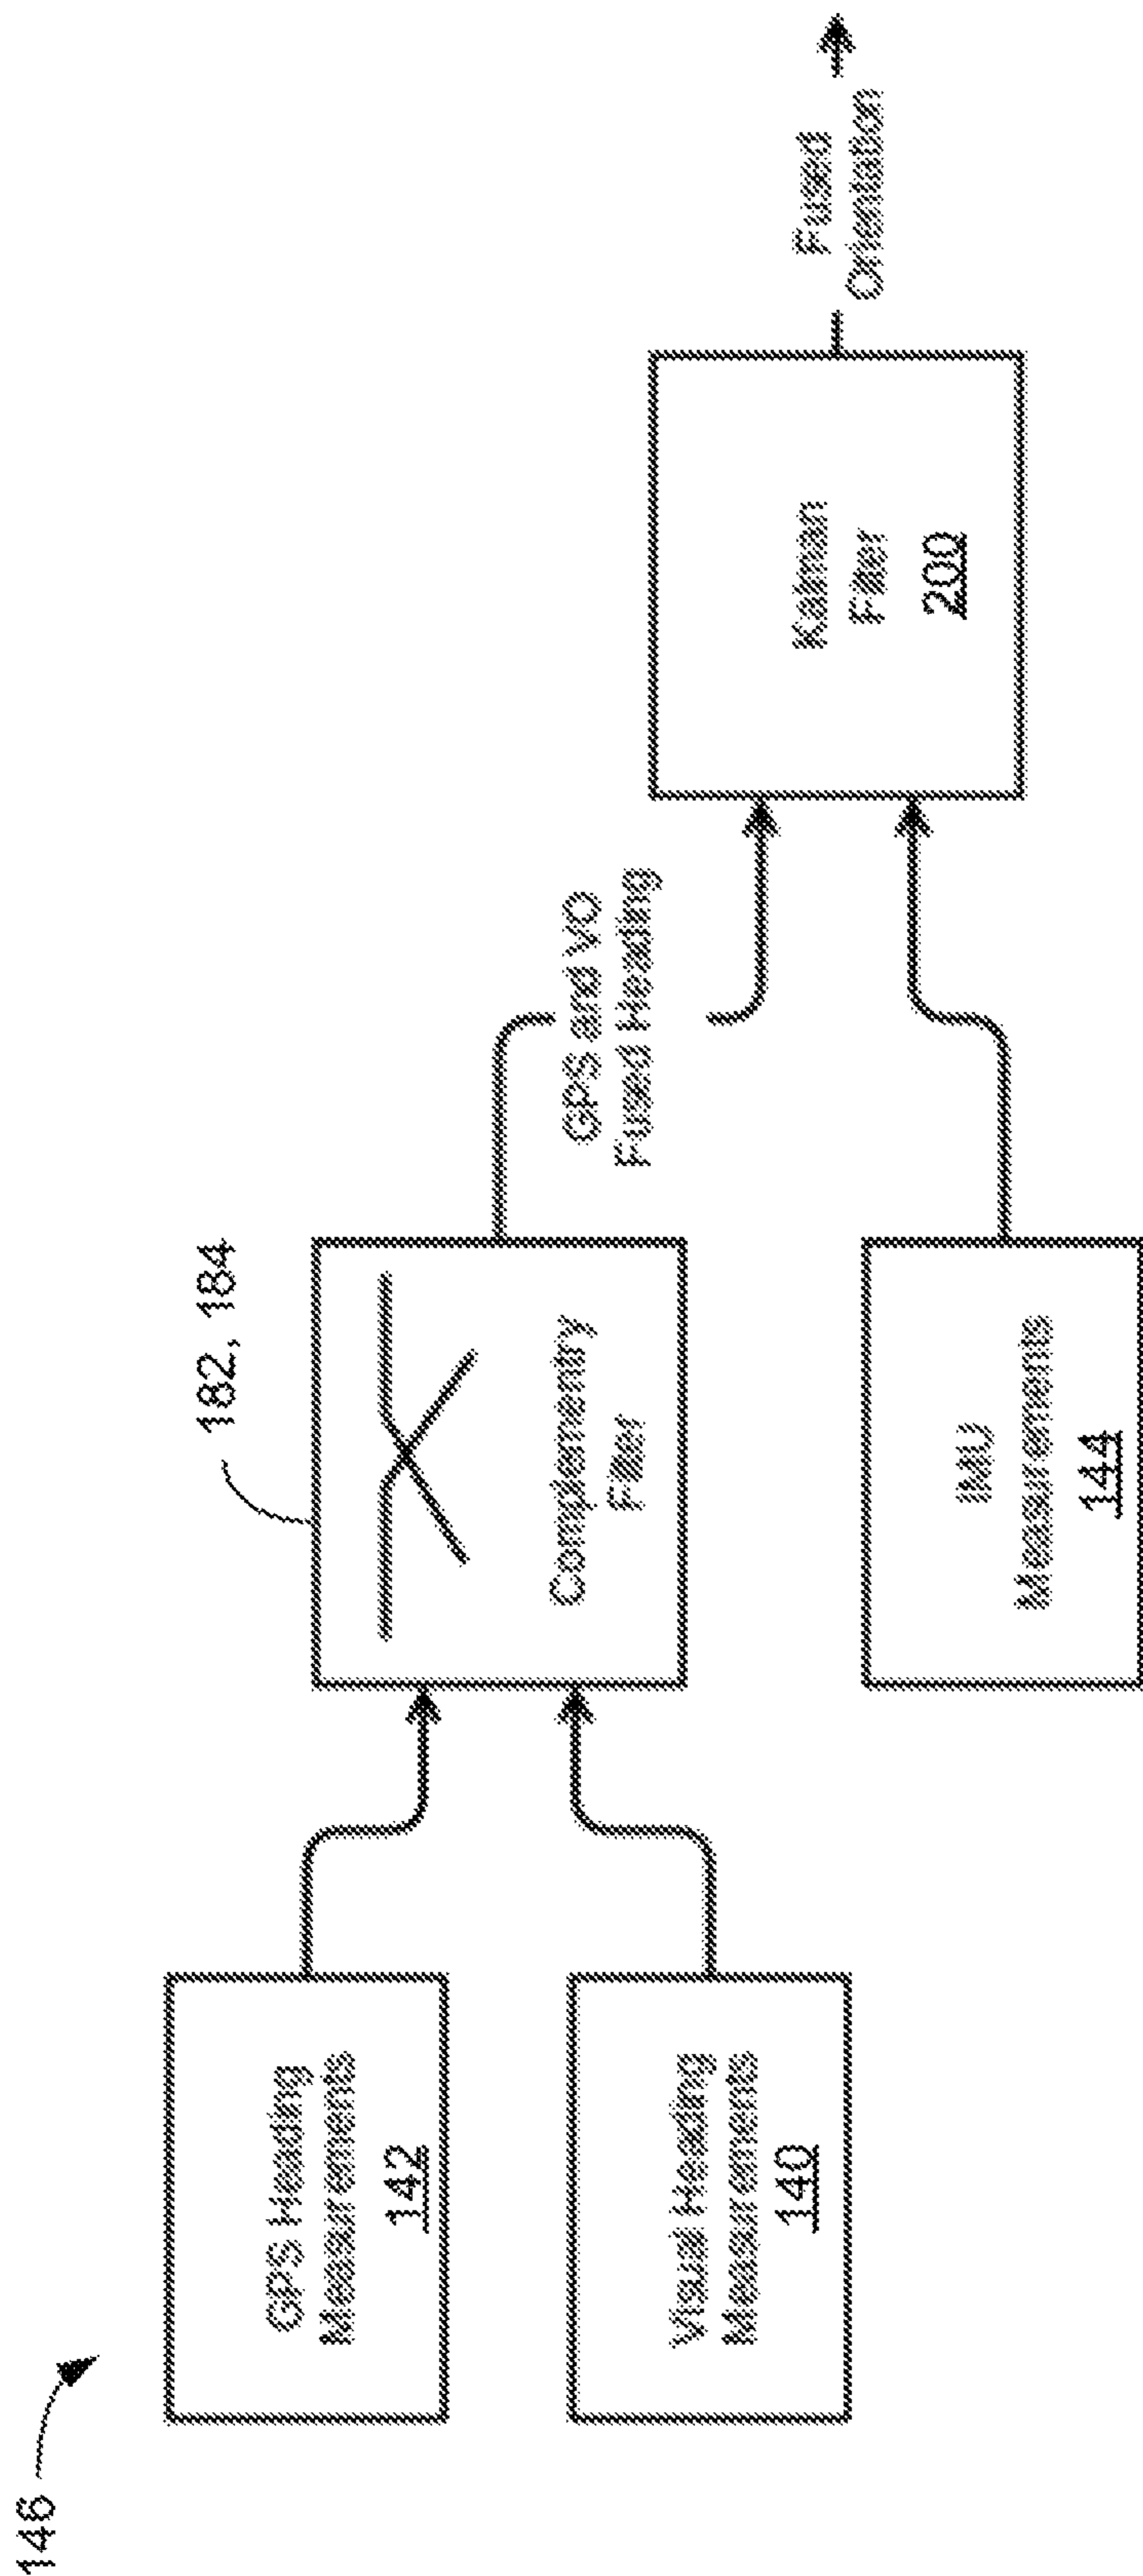 146
GPS Heading
Measurements
142
Visual Heading
Measurements
140
182, 184
Complementry
Filter
IMU
Measurements
144
GPS and VO
Fused Heading
Kalman
Filter
200
Fused
Orientation